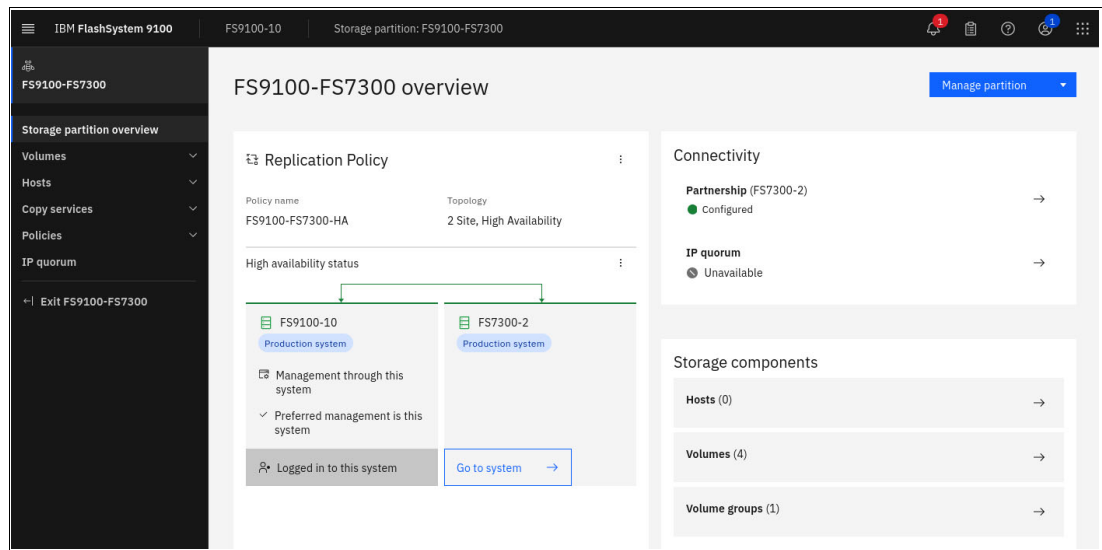 IBM FlashSystem 9100
FS9100-10
Storage partition: FS9100-FS7300
1
1
FS9100-FS7300
Storage partition overview
Volumes
Hosts
Copy services
Policies
IP quorum
Exit FS9100-FS7300
FS9100-FS7300 overview
Manage partition
Replication Policy
Policy name
Topology
FS9100-FS7300-HA
2 Site, High Availability
High availability status
FS9100-10
Production system
Management through this
system
Preferred management is this
system
Logged in to this system
FS7300-2
Production system
Go to system
Connectivity
Partnership (FS7300-2)
Configured
IP quorum
Unavailable
Storage components
Hosts (0)
Volumes (4)
Volume groups (1)